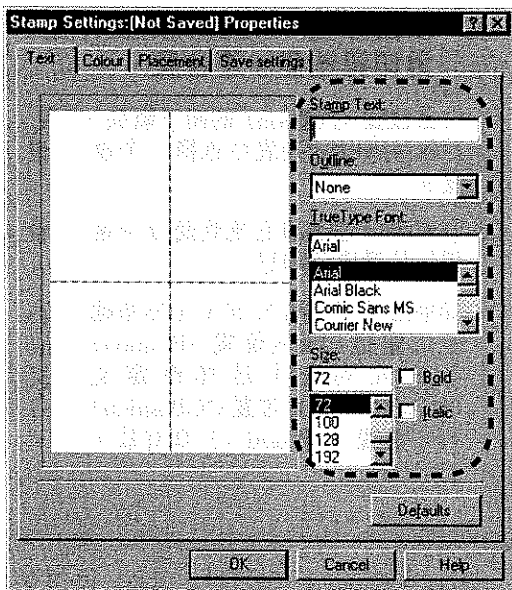 Stamp Settings:[Not Saved] Properties
Text Colour Placement Save settings
Stamp Text:
Outline:
None
TrueType Font:
Arial
Arial
Arial Black
Comic Sans MS
Courier New
Size:
72 Bold
72 Italic
100
128
192
Defaults
OK Cancel Help